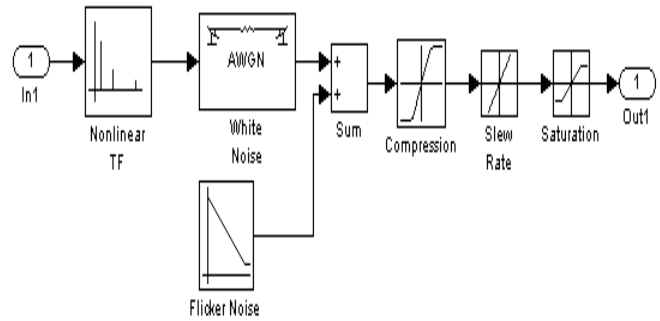 1
In1
Nonlinear
TF
AWGN
White
Noise
+
+
Sum
Compression
Slew
Rate
Saturation
1
Out1
Flicker Noise